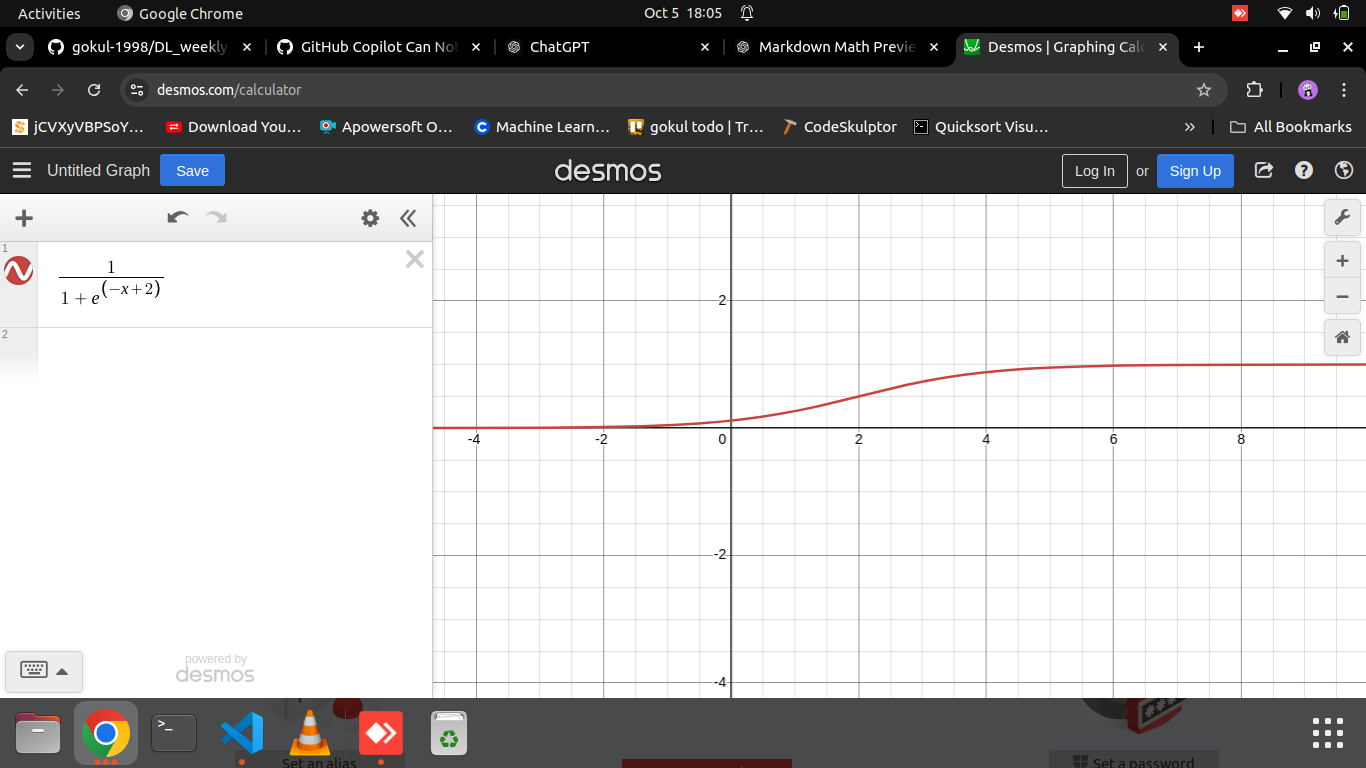 Activities Google Chrome Oct 5 18:05
gokul-1998/DL_weekly GitHub Copilot Can Not ChatGPT Markdown Math Previe Desmos | Graphing Calc
desmos.com/calculator
jCVXyVBPSoY… Download You… Apowersoft O… Machine Learn… gokul todo | Tr… CodeSkulptor Quicksort Visu… » All Bookmarks
Untitled Graph Save desmos Log In or Sign Up
1
1
1 + e^(−x+2)
2
2
-4 -2 0 2 4 6 8
-2
-4
powered by
desmos
Set an alias Set a password